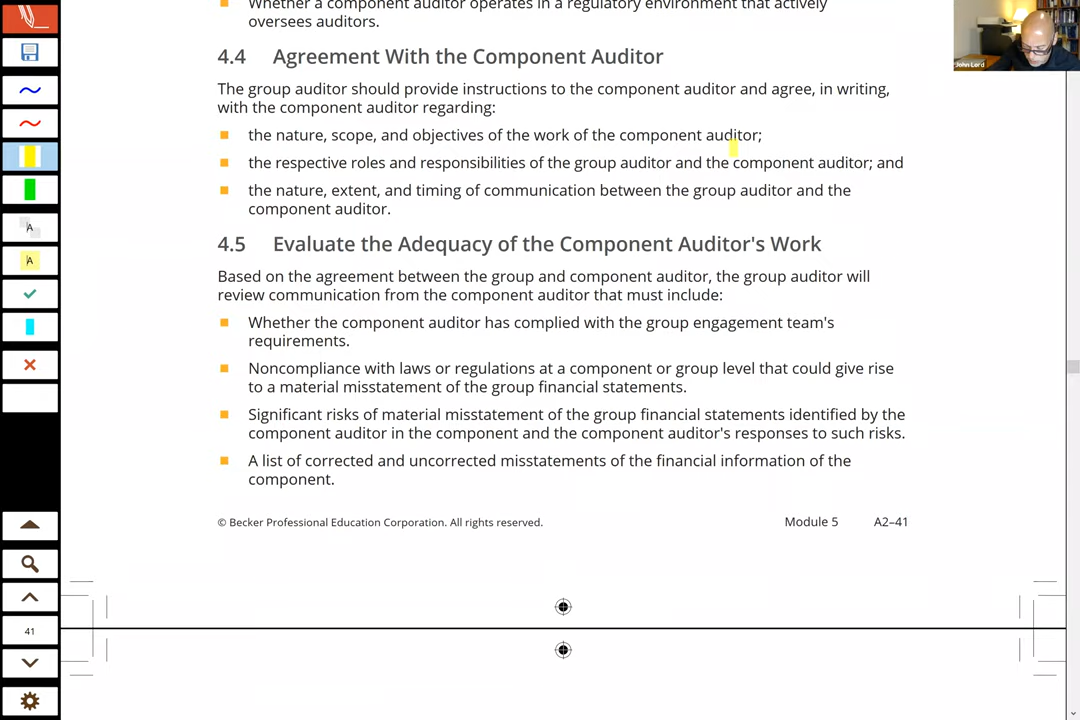 Whether a component auditor operates in a regulatory environment that actively
oversees auditors.
John Lord
4.4 Agreement With the Component Auditor
The group auditor should provide instructions to the component auditor and agree, in writing,
with the component auditor regarding:
the nature, scope, and objectives of the work of the component auditor;
the respective roles and responsibilities of the group auditor and the component auditor; and
the nature, extent, and timing of communication between the group auditor and the
component auditor.
4.5 Evaluate the Adequacy of the Component Auditor's Work
Based on the agreement between the group and component auditor, the group auditor will
review communication from the component auditor that must include:
Whether the component auditor has complied with the group engagement team's
requirements.
Noncompliance with laws or regulations at a component or group level that could give rise
to a material misstatement of the group financial statements.
Significant risks of material misstatement of the group financial statements identified by the
component auditor in the component and the component auditor's responses to such risks.
A list of corrected and uncorrected misstatements of the financial information of the
component.
© Becker Professional Education Corporation. All rights reserved. Module 5 A2–41
A
A
41